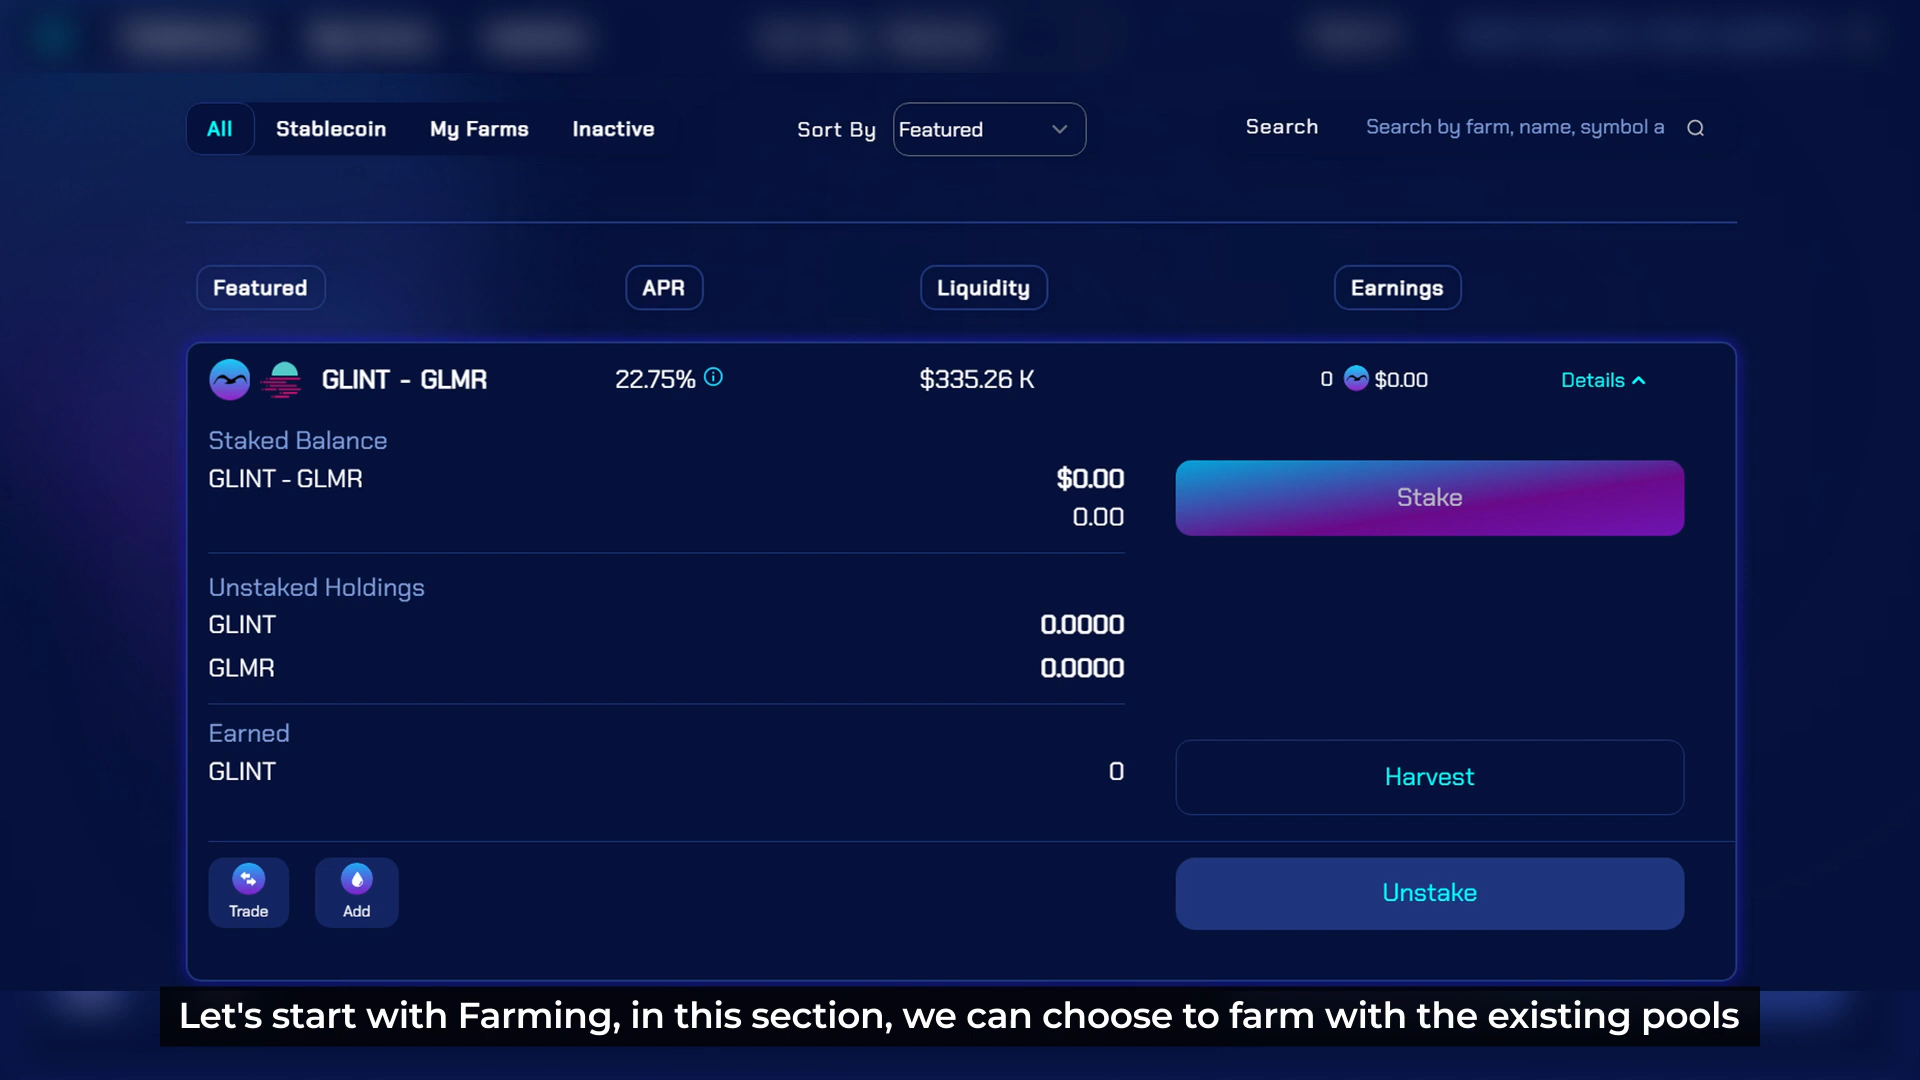 All Stablecoin My Farms Inactive Sort By Featured Search Search by farm, name, symbol a
Featured APR Liquidity Earnings
GLINT - GLMR 22.75% $335.26 K 0 $0.00 Details
Staked Balance
GLINT - GLMR $0.00
0.00
Stake
Unstaked Holdings
GLINT 0.0000
GLMR 0.0000
Earned
GLINT 0
Harvest
Trade Add
Unstake
Let's start with Farming, in this section, we can choose to farm with the existing pools